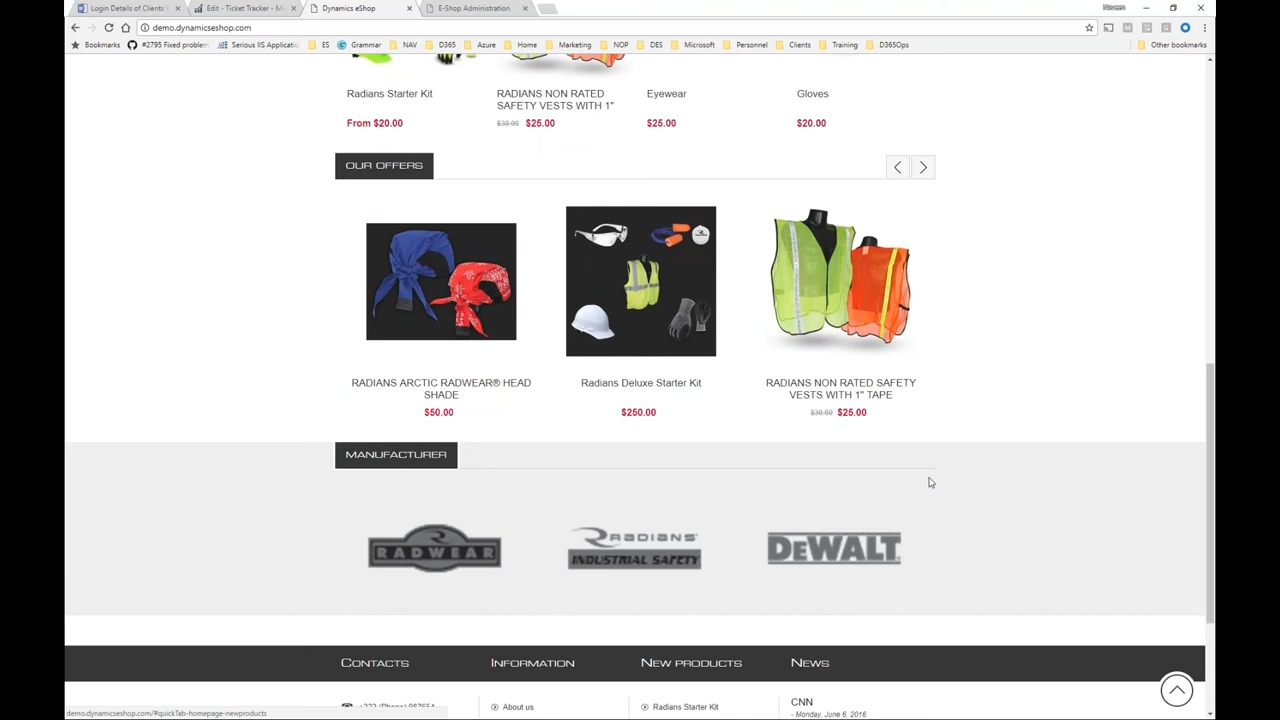 Login Details of Clients
Edit - Ticket Tracker - M
Dynamics eShop
E-Shop Administration
demo.dynamicseshop.com
Bookmarks
#2795 Fixed problem
Serious IIS Applicatio
ES
Grammar
NAV
D365
Azure
Home
Marketing
NOP
DES
Microsoft
Personnel
Clients
Training
D365Ops
Other bookmarks
Radians Starter Kit
From $20.00
RADIANS NON RATED
SAFETY VESTS WITH 1"
$30.00 $25.00
Eyewear
$25.00
Gloves
$20.00
OUR OFFERS
RADIANS ARCTIC RADWEAR® HEAD
SHADE
$50.00
Radians Deluxe Starter Kit
$250.00
RADIANS NON RATED SAFETY
VESTS WITH 1" TAPE
$30.00 $25.00
MANUFACTURER
RADWEAR
RADIANS
INDUSTRIAL SAFETY
DEWALT
CONTACTS
INFORMATION
NEW PRODUCTS
NEWS
About us
Radians Starter Kit
CNN
- Monday, June 6, 2016
demo.dynamicseshop.com/#quickTab-homepage-newproducts